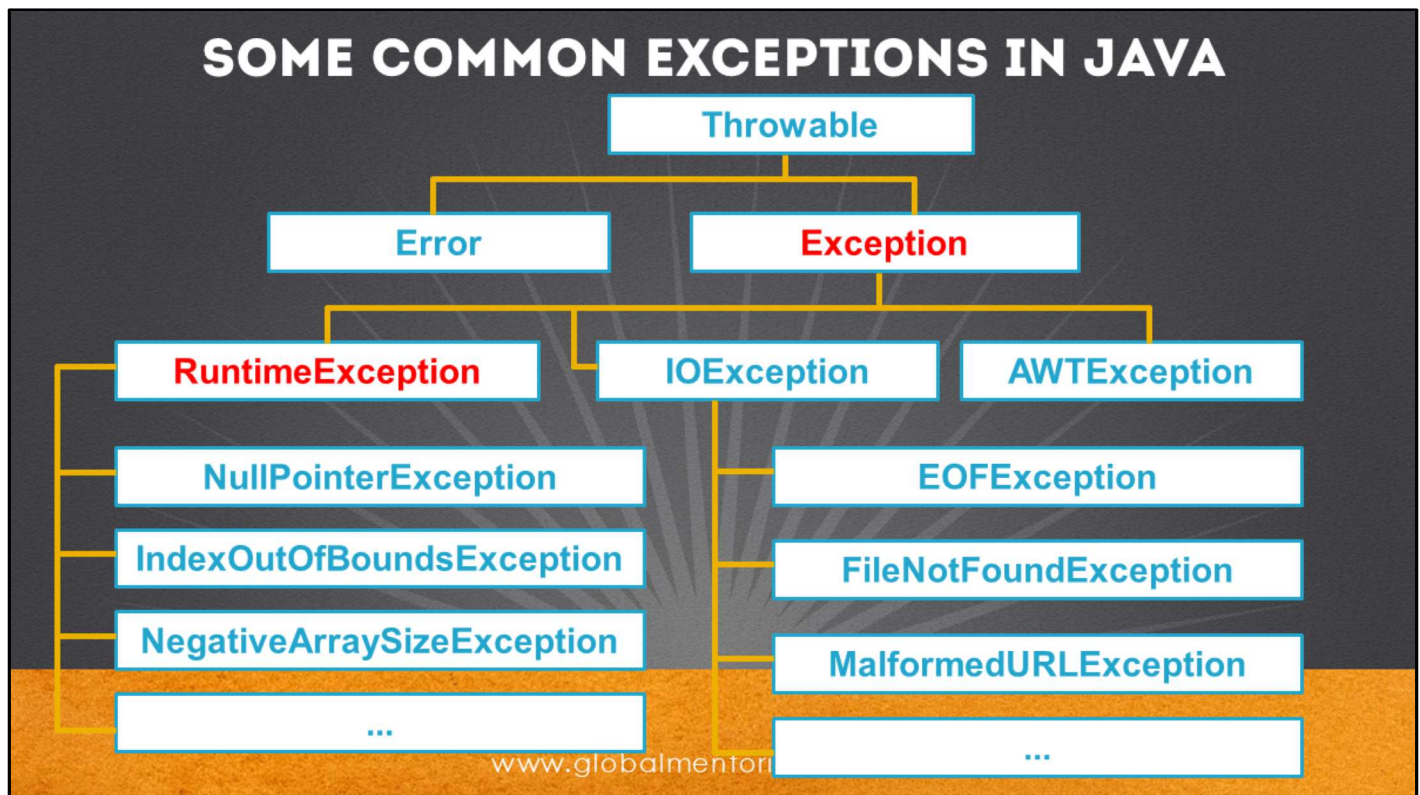 SOME COMMON EXCEPTIONS IN JAVA
Throwable
Error
Exception
RuntimeException
IOException
AWTException
NullPointerException
EOFException
IndexOutOfBoundsException
FileNotFoundException
NegativeArraySizeException
MalformedURLException
...
...